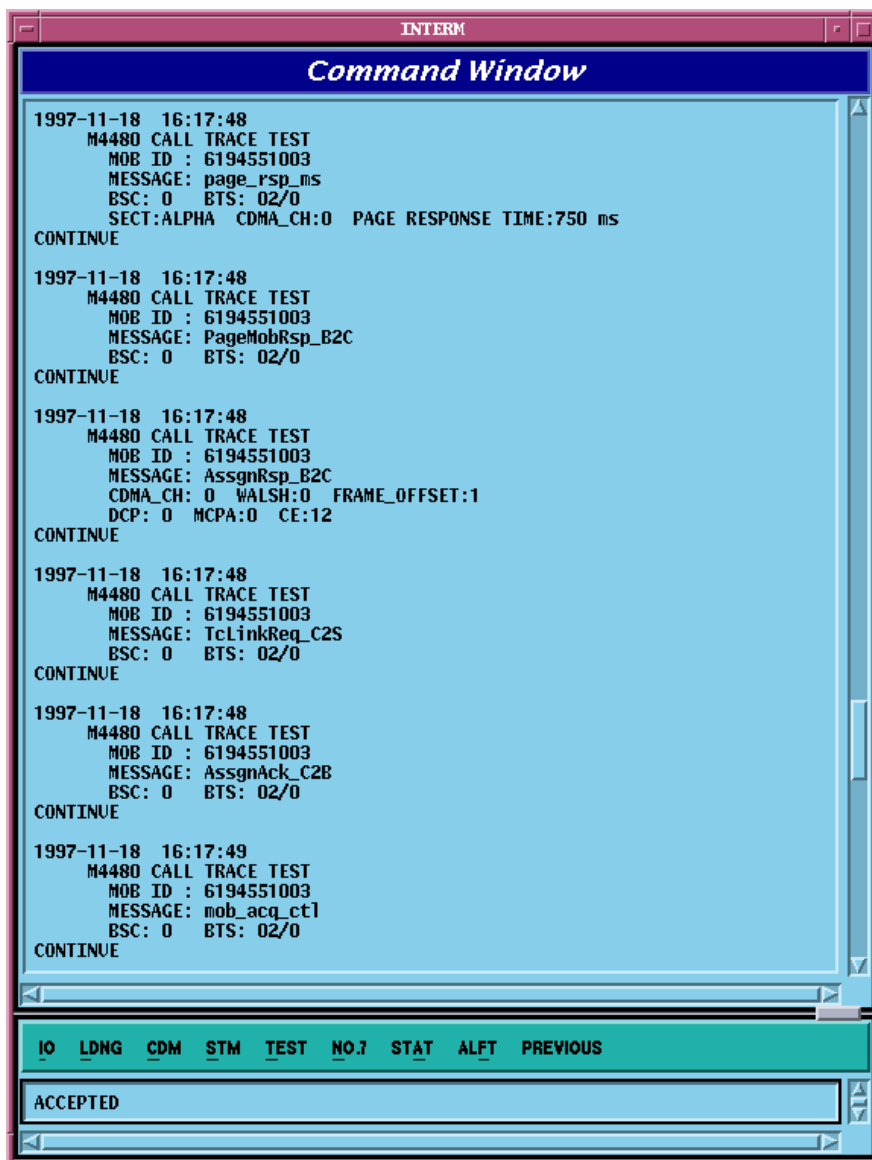 INTERM
Command Window
1997-11-18  16:17:48
M4480 CALL TRACE TEST
MOB ID : 6194551003
MESSAGE: page_rsp_ms
BSC: 0   BTS: 02/0
SECT:ALPHA  CDMA_CH:0  PAGE RESPONSE TIME:750 ms
CONTINUE
1997-11-18  16:17:48
M4480 CALL TRACE TEST
MOB ID : 6194551003
MESSAGE: PageMobRsp_B2C
BSC: 0   BTS: 02/0
CONTINUE
1997-11-18  16:17:48
M4480 CALL TRACE TEST
MOB ID : 6194551003
MESSAGE: AssgnRsp_B2C
CDMA_CH: 0  WALSH:0  FRAME_OFFSET:1
DCP: 0  MCPA:0  CE:12
CONTINUE
1997-11-18  16:17:48
M4480 CALL TRACE TEST
MOB ID : 6194551003
MESSAGE: TcLinkReq_C2S
BSC: 0   BTS: 02/0
CONTINUE
1997-11-18  16:17:48
M4480 CALL TRACE TEST
MOB ID : 6194551003
MESSAGE: AssgnAck_C2B
BSC: 0   BTS: 02/0
CONTINUE
1997-11-18  16:17:49
M4480 CALL TRACE TEST
MOB ID : 6194551003
MESSAGE: mob_acq_ctl
BSC: 0   BTS: 02/0
CONTINUE
IO  LDNG  CDM  STM  TEST  NO.7  STAT  ALFT  PREVIOUS
ACCEPTED